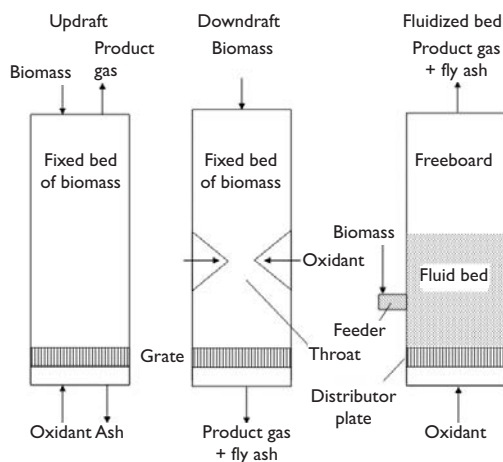 Updraft
Product
gas
Biomass
Fixed bed
of biomass
Grate
Oxidant Ash
Downdraft
Biomass
Fixed bed
of biomass
Oxidant
Throat
Product gas
+ fly ash
Fluidized bed
Product gas
+ fly ash
Freeboard
Biomass
Fluid bed
Feeder
Distributor
plate
Oxidant